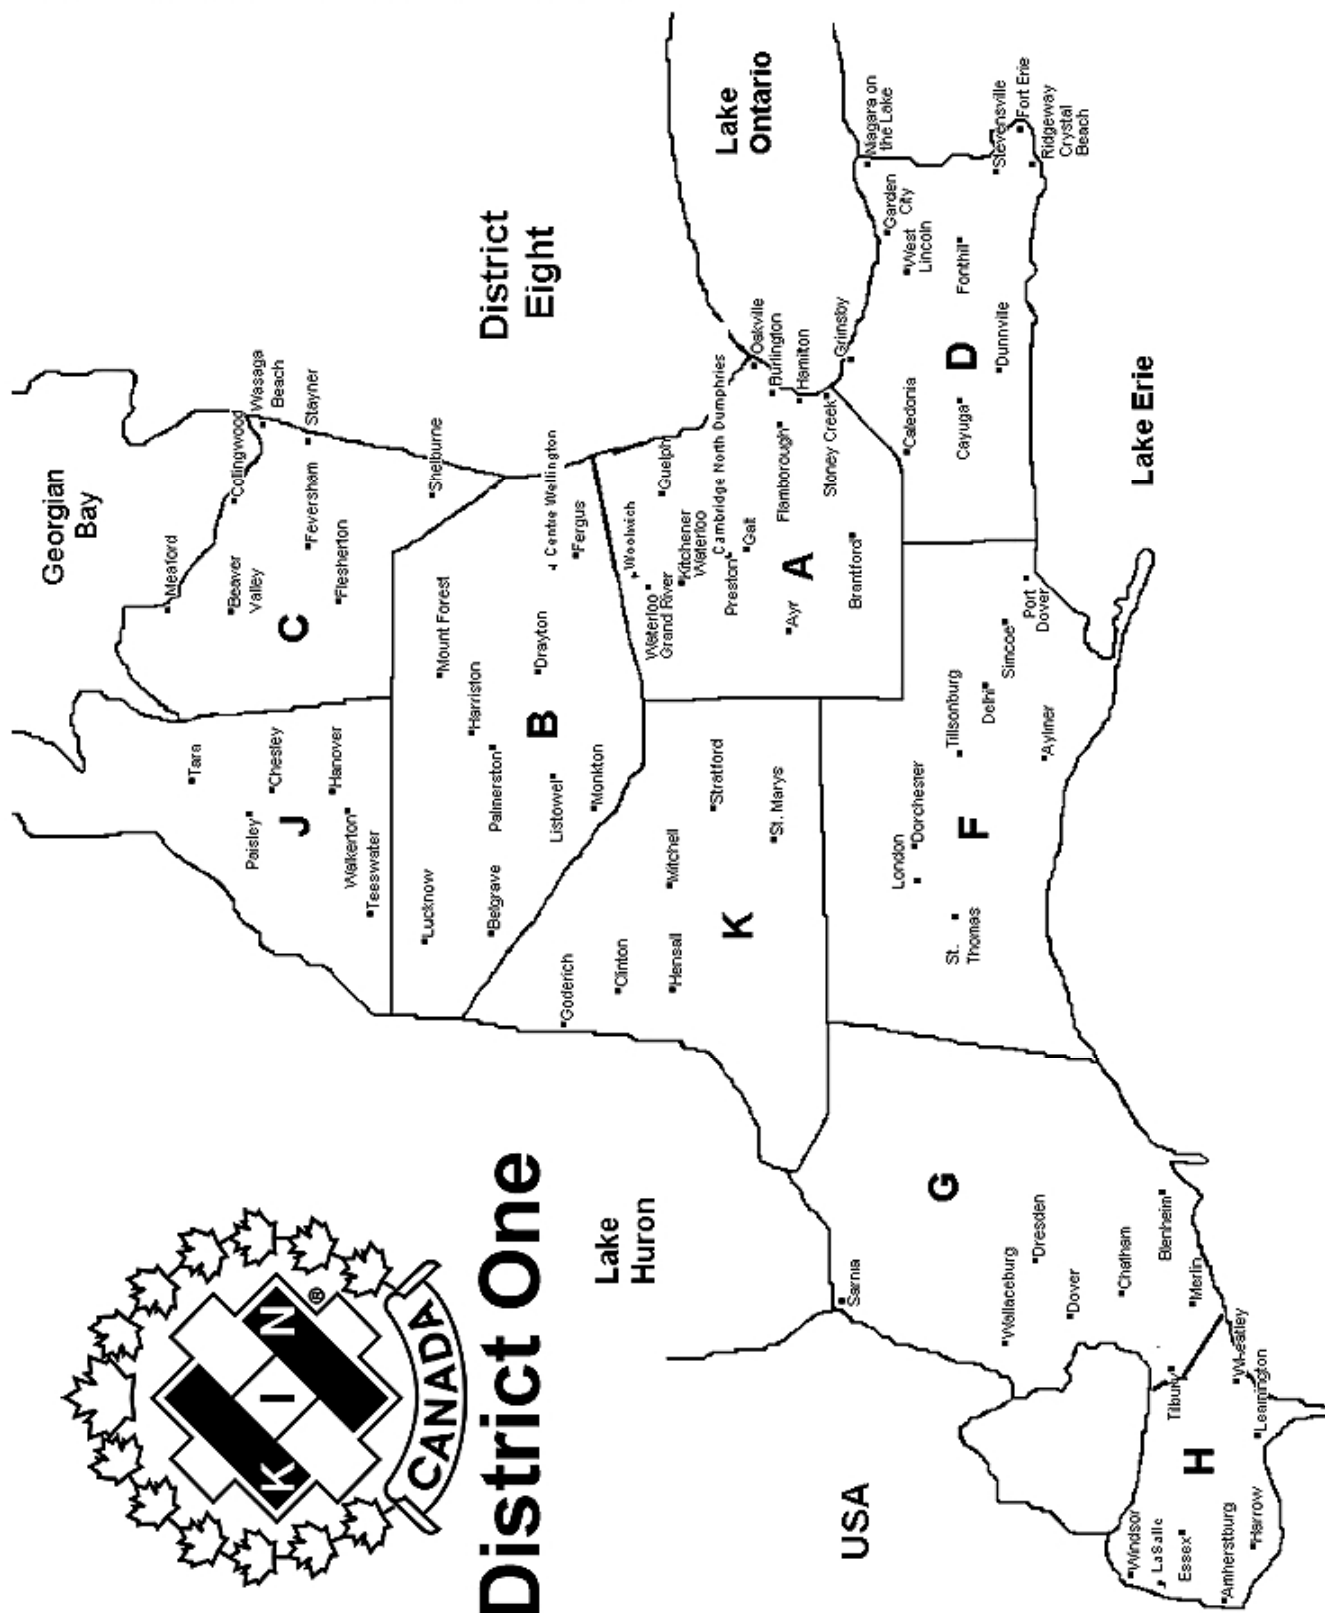 K I N
®
CANADA
District One
Georgian
Bay
Lake
Huron
Lake
Ontario
Lake Erie
USA
District
Eight
J
Tara
Chesley
Paisley
Hanover
Walkerton
Teeswater
C
Meaford
Collingwood
Wasaga
Beach
Stayner
Beaver
Valley
Feversham
Flesherton
Shelburne
B
Lucknow
Belgrave
Mount Forest
Harriston
Palmerston
Listowel
Drayton
Monkton
Centre Wellington
Fergus
A
Woolwich
Guelph
Waterloo
Grand River
Kitchener
Waterloo
Cambridge North Dumphries
Preston
Galt
Ayr
Flamborough
Brantford
Stoney Creek
Oakville
Burlington
Hamilton
Grimsby
K
Goderich
Clinton
Hensall
Mitchell
Stratford
St. Marys
D
Niagara on
the Lake
Garden
City
West
Lincoln
Fonthill
Stevensville
Fort Erie
Ridgeway
Crystal
Beach
Caledonia
Cayuga
Dunnville
F
London
Dorchester
St.
Thomas
Tillsonburg
Delhi
Simcoe
Port
Dover
Aylmer
G
Sarnia
Wallaceburg
Dresden
Dover
Chatham
Blenheim
Merlin
H
Tilbury
Wheatley
Leamington
Windsor
LaSalle
Essex
Amherstburg
Harrow